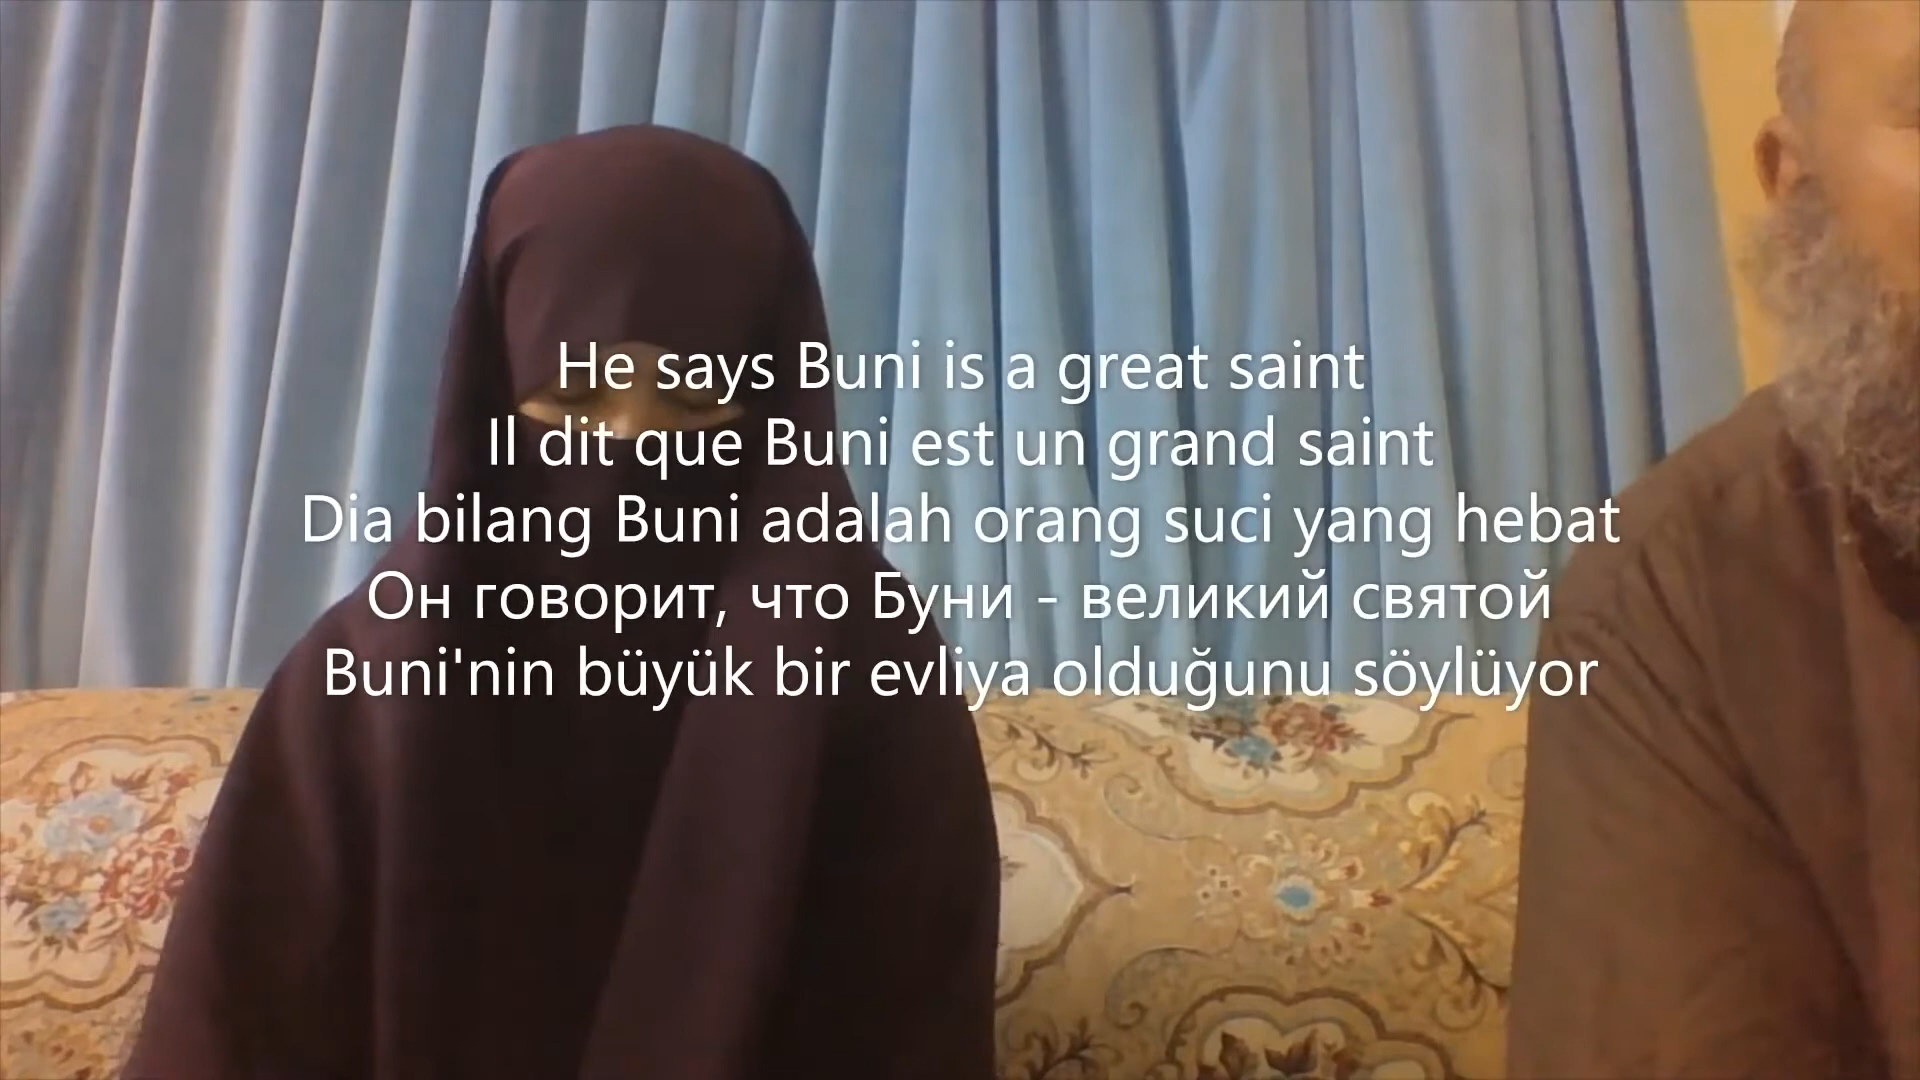 He says Buni is a great saint
Il dit que Buni est un grand saint
Dia bilang Buni adalah orang suci yang hebat
Он говорит, что Буни - великий святой
Buni'nin büyük bir evliya olduğunu söylüyor